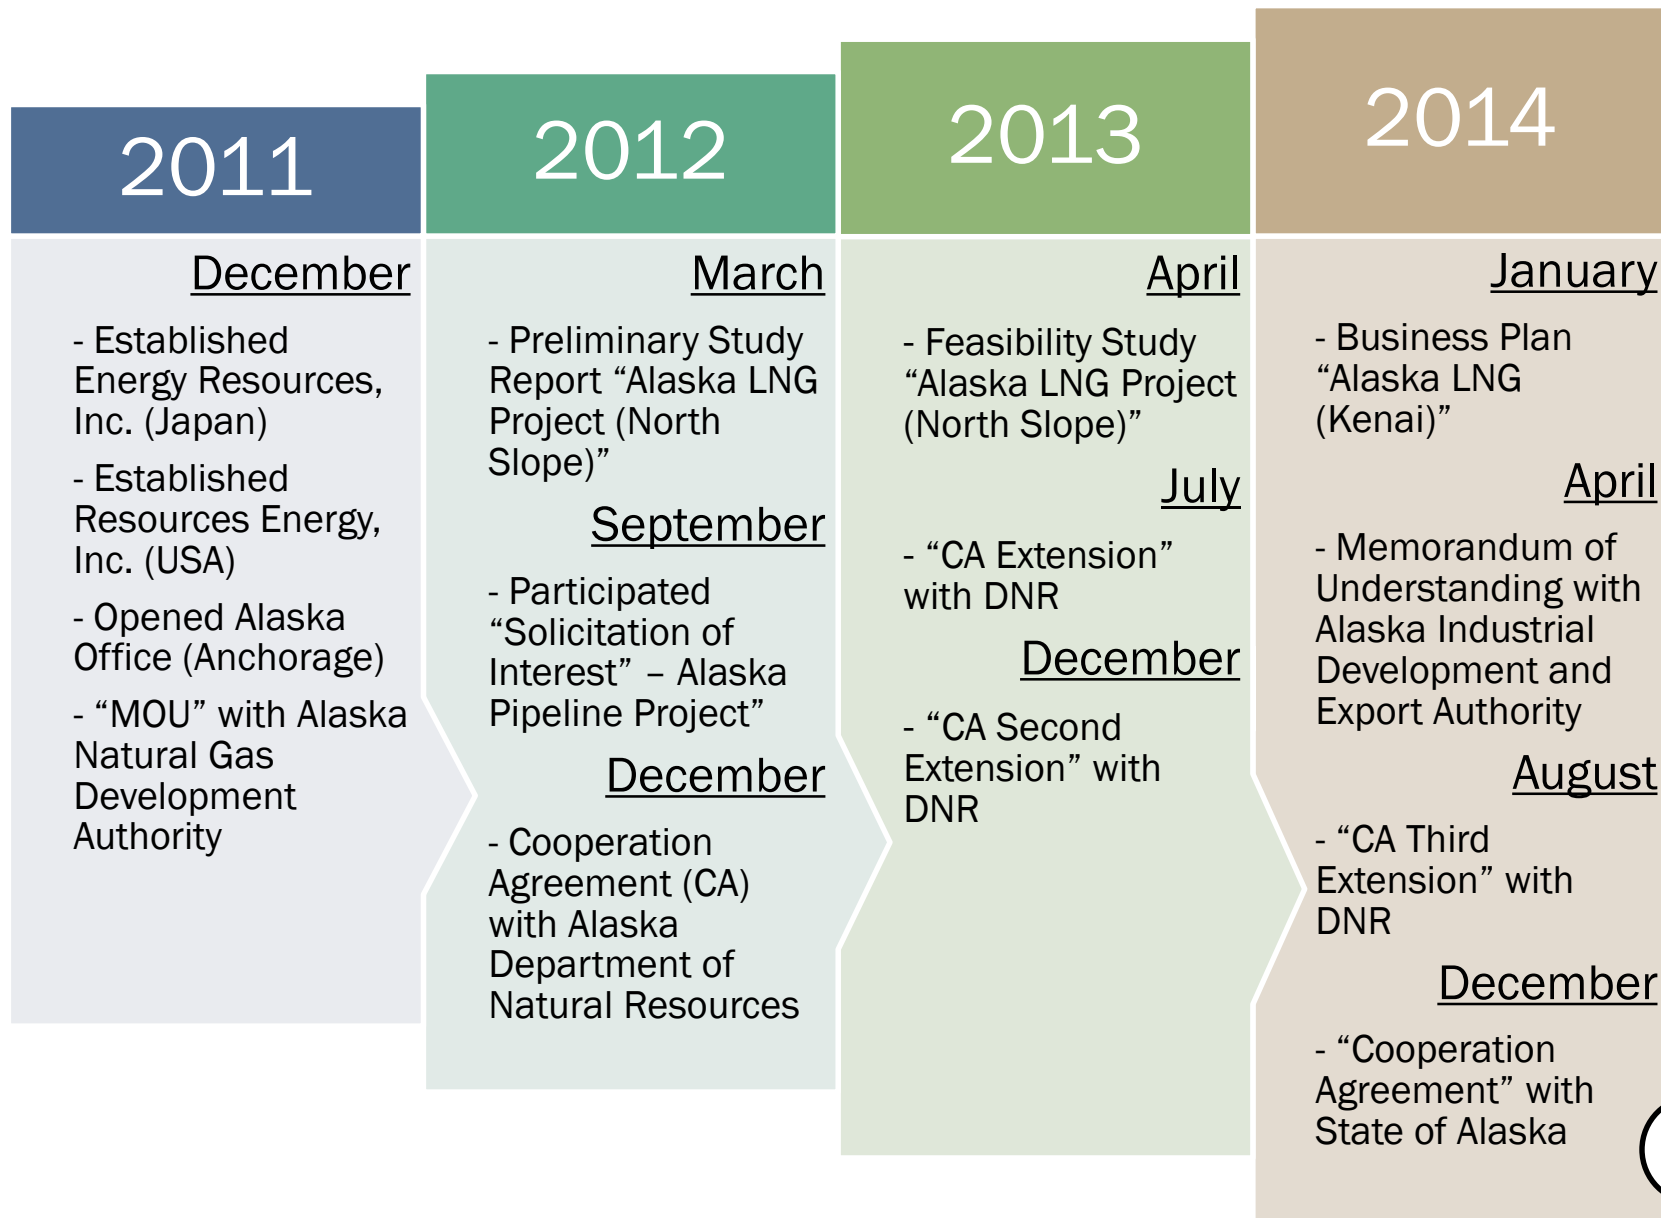 2011
December
- Established
Energy Resources,
Inc. (Japan)
- Established
Resources Energy,
Inc. (USA)
- Opened Alaska
Office (Anchorage)
- “MOU” with Alaska
Natural Gas
Development
Authority
2012
March
- Preliminary Study
Report “Alaska LNG
Project (North
Slope)”
September
- Participated
“Solicitation of
Interest” – Alaska
Pipeline Project”
December
- Cooperation
Agreement (CA)
with Alaska
Department of
Natural Resources
2013
April
- Feasibility Study
“Alaska LNG Project
(North Slope)”
July
- “CA Extension”
with DNR
December
- “CA Second
Extension” with
DNR
2014
January
- Business Plan
“Alaska LNG
(Kenai)”
April
- Memorandum of
Understanding with
Alaska Industrial
Development and
Export Authority
August
- “CA Third
Extension” with
DNR
December
- “Cooperation
Agreement” with
State of Alaska